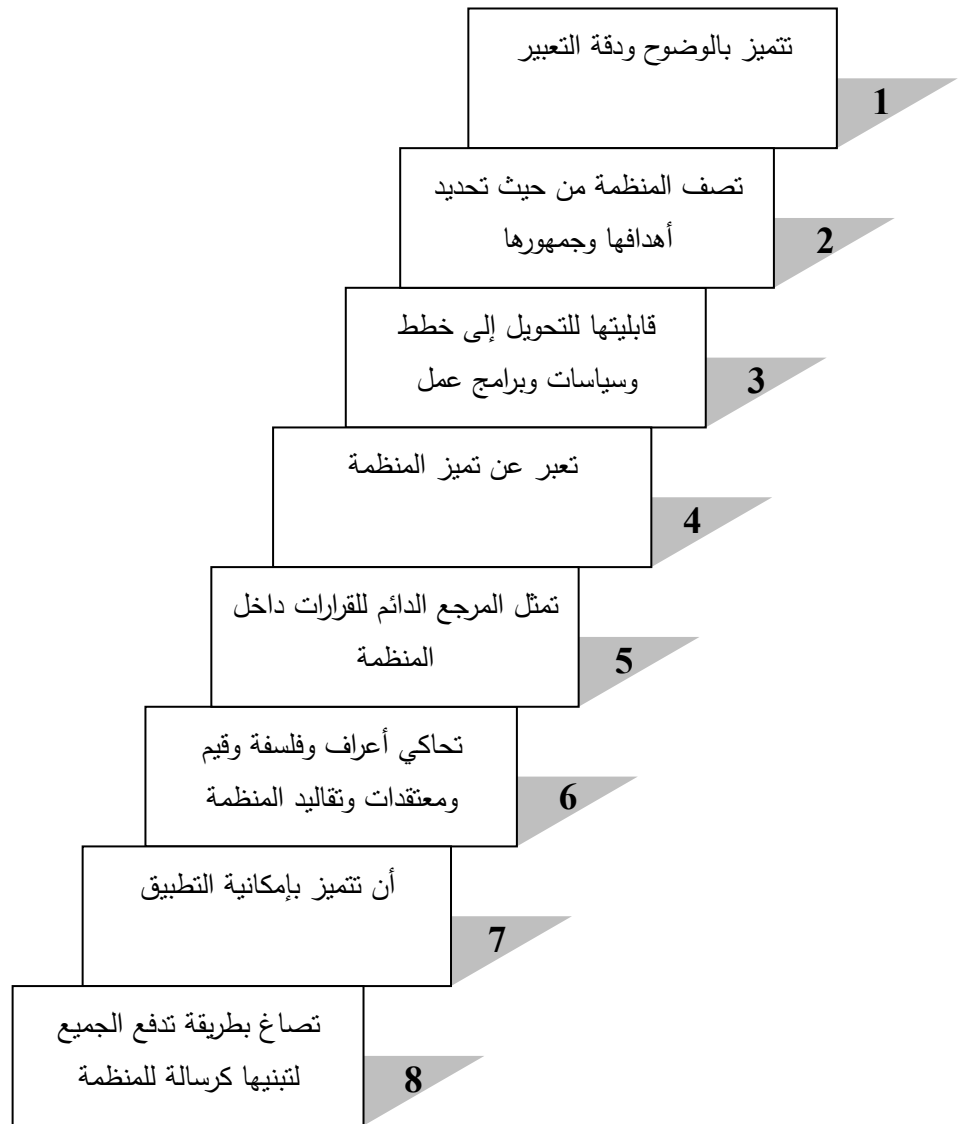 تتميز بالوضوح ودقة التعبير
1
تصف المنظمة من حيث تحديد
أهدافها وجمهورها
2
قابليتها للتحويل إلى خطط
وسياسات وبرامج عمل
3
تعبر عن تميز المنظمة
4
تمثل المرجع الدائم للقرارات داخل
المنظمة
5
تحاكي أعراف وفلسفة وقيم
ومعتقدات وتقاليد المنظمة
6
أن تتميز بإمكانية التطبيق
7
تصاغ بطريقة تدفع الجميع
لتبنيها كرسالة للمنظمة
8